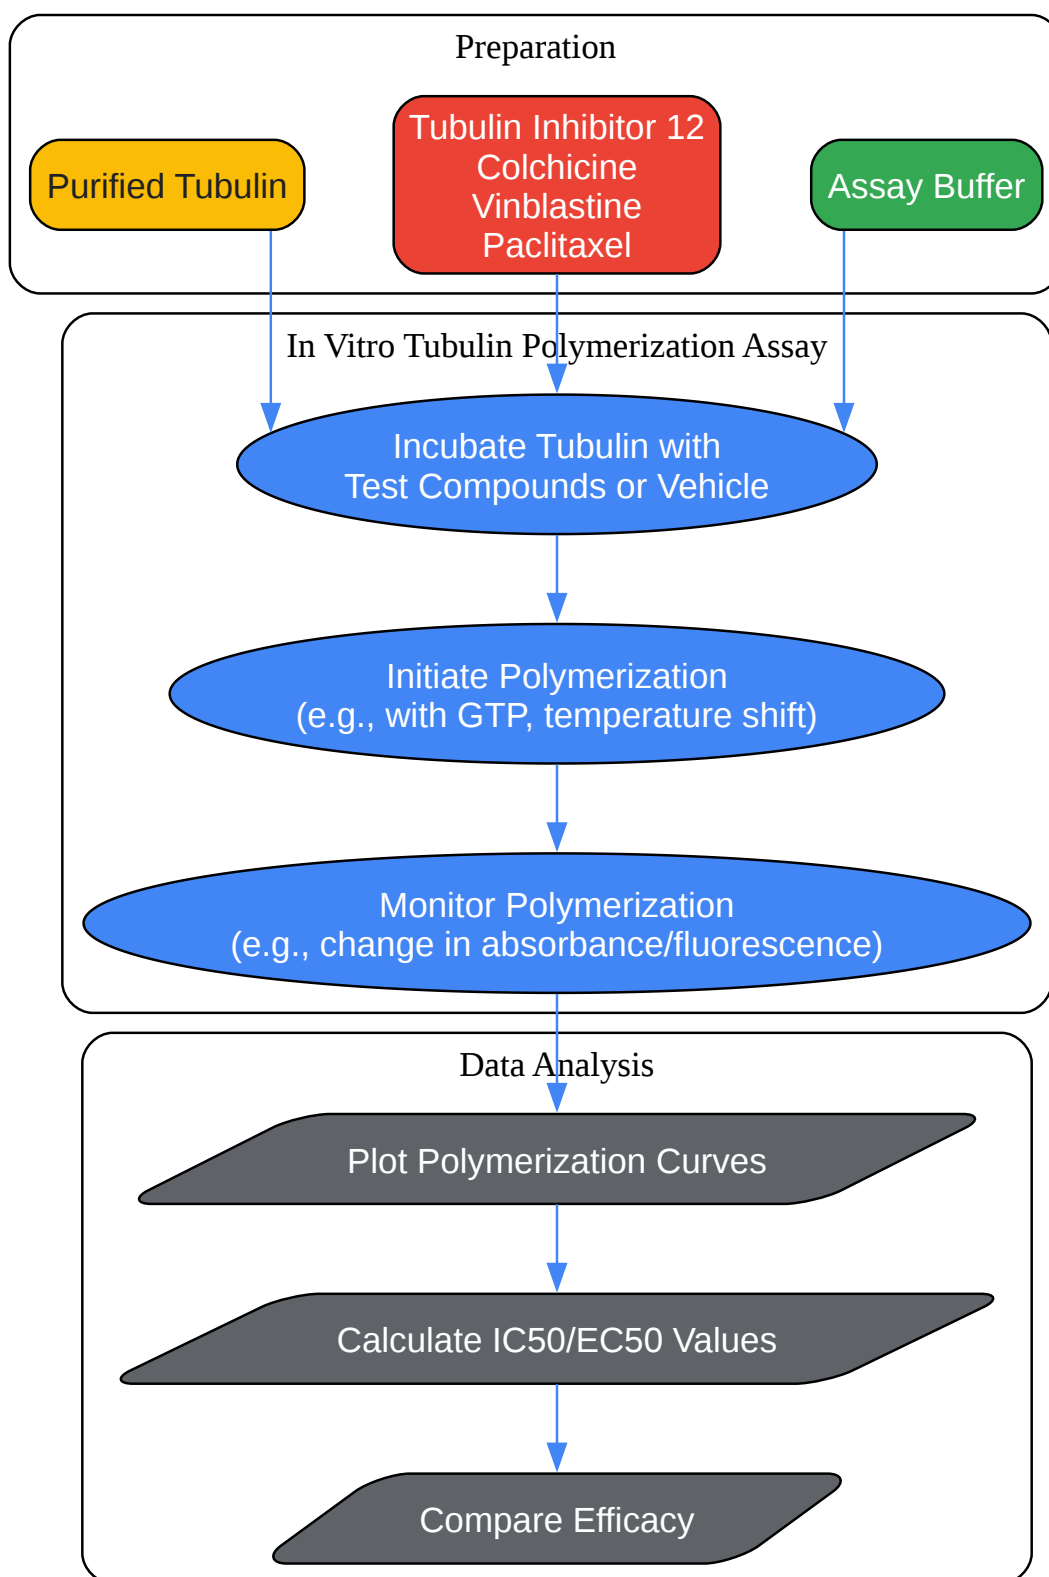 Preparation
Purified Tubulin
Tubulin Inhibitor 12
Colchicine
Vinblastine
Paclitaxel
Assay Buffer
In Vitro Tubulin Polymerization Assay
Incubate Tubulin with
Test Compounds or Vehicle
Initiate Polymerization
(e.g., with GTP, temperature shift)
Monitor Polymerization
(e.g., change in absorbance/fluorescence)
Data Analysis
Plot Polymerization Curves
Calculate IC50/EC50 Values
Compare Efficacy